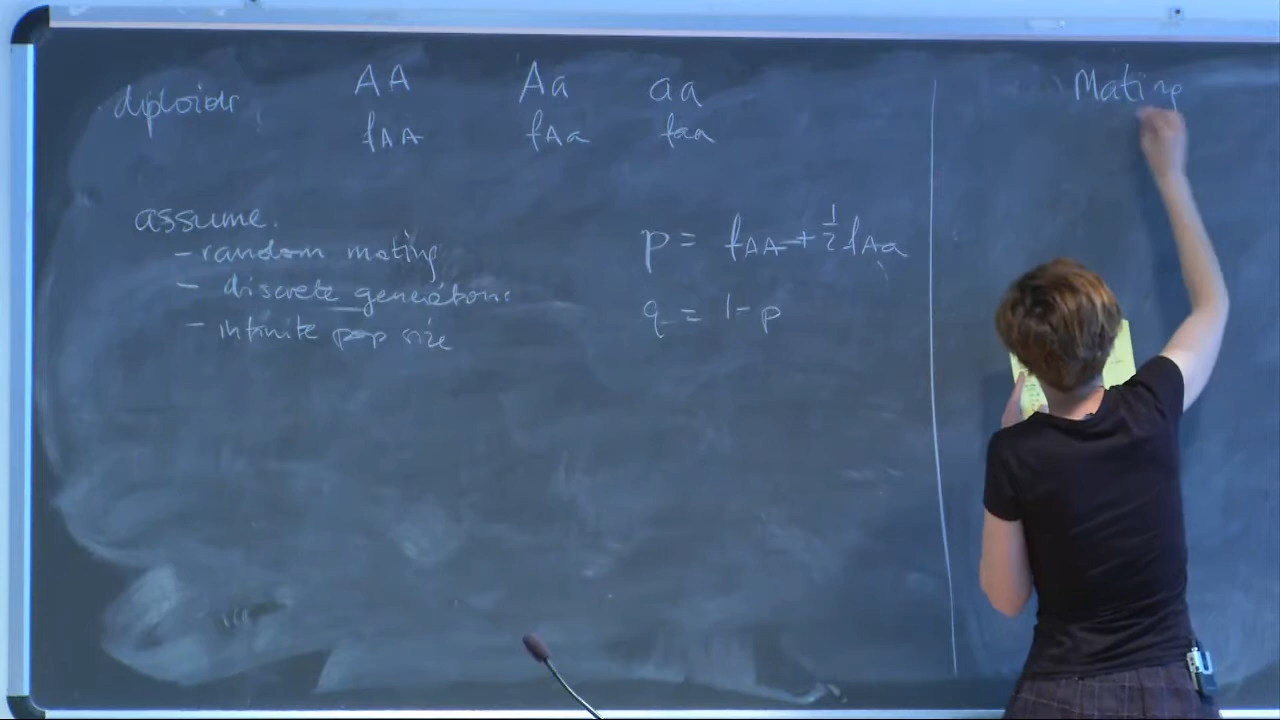 diploids AA Aa aa
fAA fAa faa
assume.
- random mating
- discrete generations
- infinite pop size
p = fAA + 1/2 fAa
q = 1 - p
Mating